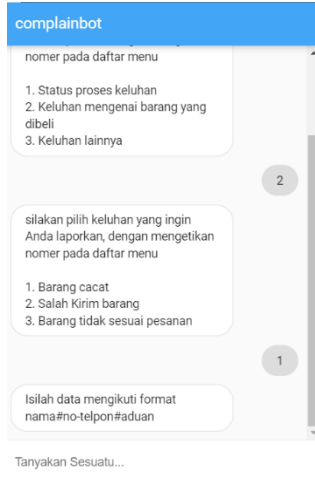 complainbot
nomer pada daftar menu
1. Status proses keluhan
2. Keluhan mengenai barang yang
dibeli
3. Keluhan lainnya
2
silakan pilih keluhan yang ingin
Anda laporkan, dengan mengetikan
nomer pada daftar menu
1. Barang cacat
2. Salah Kirim barang
3. Barang tidak sesuai pesanan
1
Isilah data mengikuti format
nama#no-telpon#aduan
Tanyakan Sesuatu...